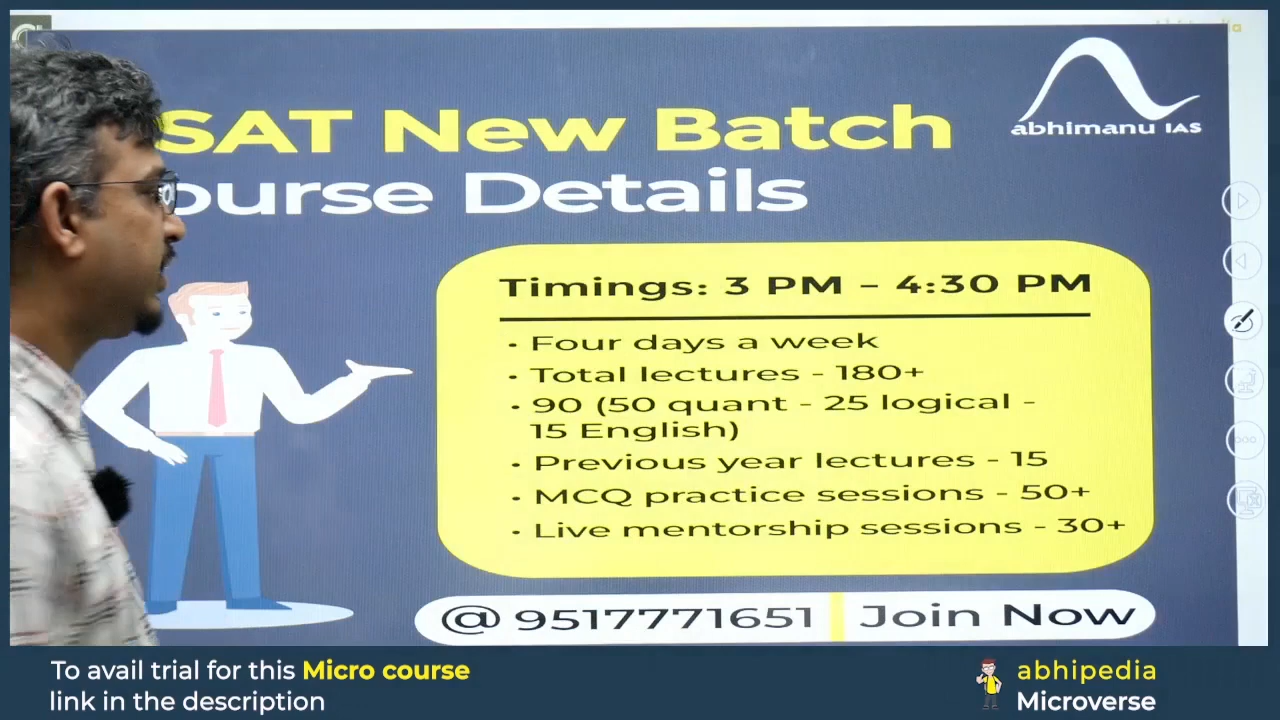 abhimanu IAS
SAT New Batch
ourse Details
Timings: 3 PM - 4:30 PM
• Four days a week
• Total lectures - 180+
• 90 (50 quant - 25 logical -
15 English)
• Previous year lectures - 15
• MCQ practice sessions - 50+
• Live mentorship sessions - 30+
@ 9517771651 | Join Now
To avail trial for this Micro course
link in the description
abhipedia
Microverse